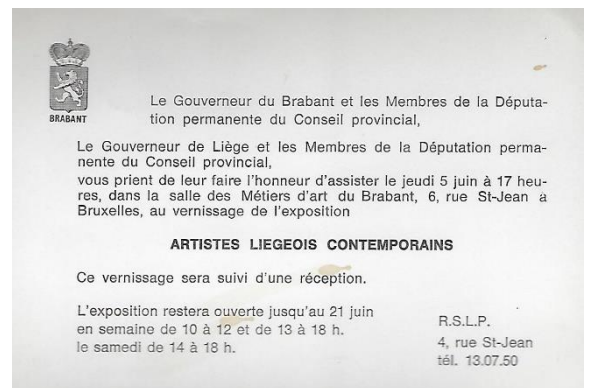 BRABANT
Le Gouverneur du Brabant et les Membres de la Députa-
tion permanente du Conseil provincial,
Le Gouverneur de Liège et les Membres de la Députation perma-
nente du Conseil provincial,
vous prient de leur faire l'honneur d'assister le jeudi 5 juin à 17 heu-
res, dans la salle des Métiers d'art du Brabant, 6, rue St-Jean à
Bruxelles, au vernissage de l'exposition
ARTISTES LIEGEOIS CONTEMPORAINS
Ce vernissage sera suivi d'une réception.
L'exposition restera ouverte jusqu'au 21 juin
en semaine de 10 à 12 et de 13 à 18 h.
le samedi de 14 à 18 h.
R.S.L.P.
4, rue St-Jean
tél. 13.07.50